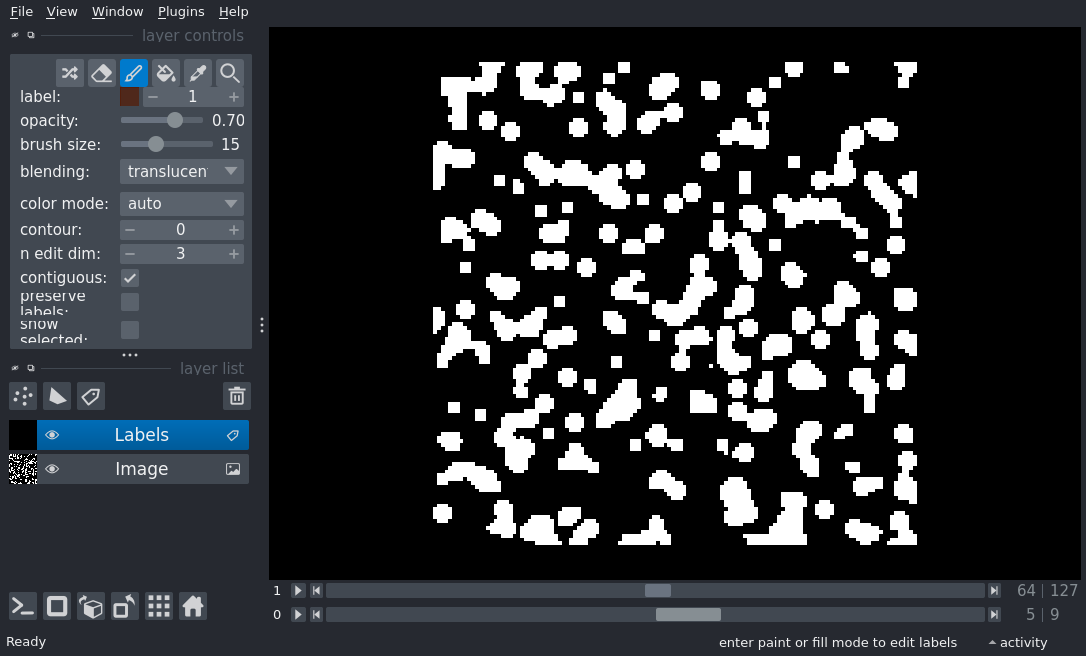 File View Window Plugins Help
layer controls
label: 1
opacity: 0.70
brush size: 15
blending: translucen
color mode: auto
contour: 0
n edit dim: 3
contiguous:
preserve
labels:
show
selected:
layer list
Labels
Image
1 64 127
0 5 9
Ready enter paint or fill mode to edit labels activity